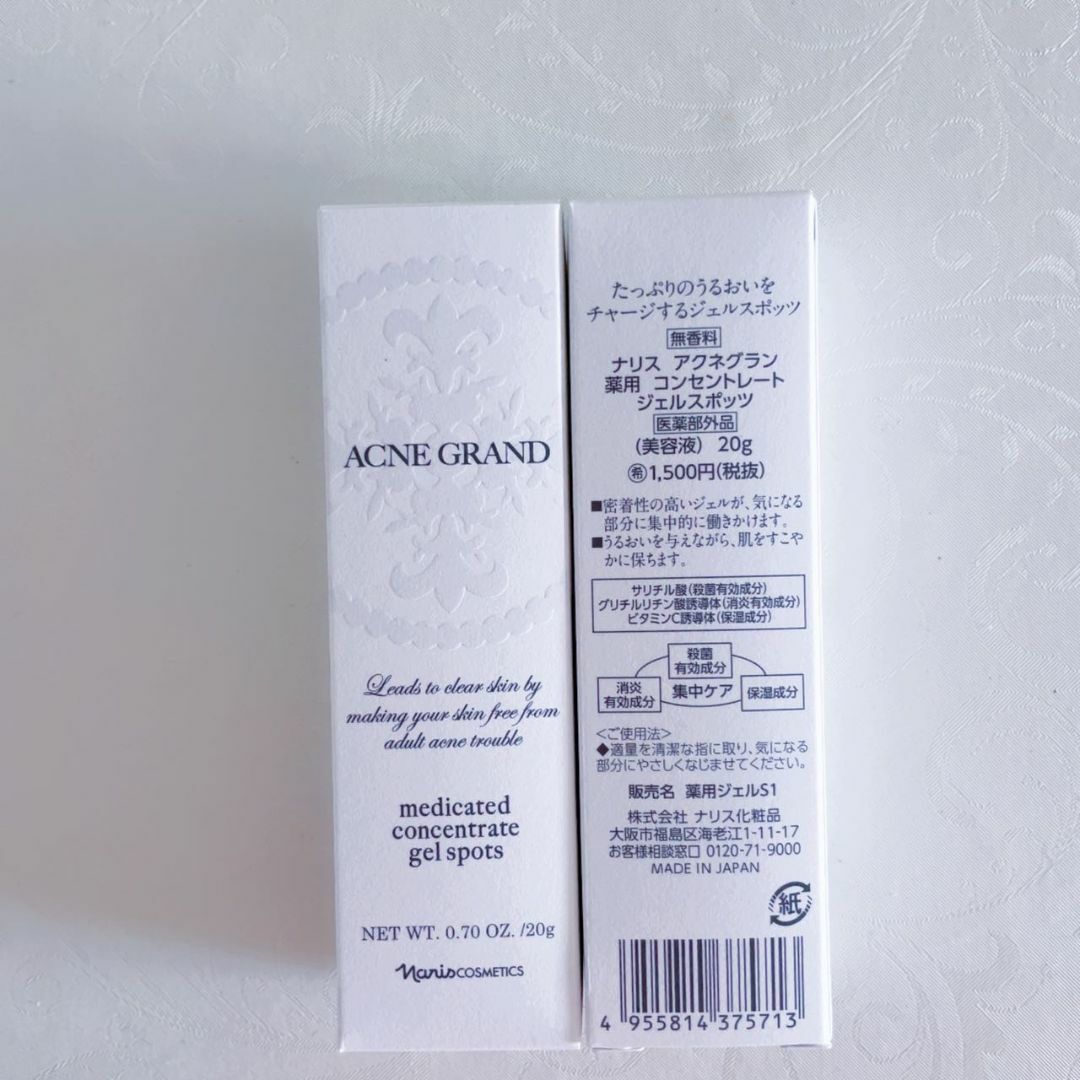 ACNE GRAND
Leads to clear skin by
making your skin free from
adult acne trouble
medicated
concentrate
gel spots
NET WT. 0.70 OZ. /20g
Naris COSMETICS
たっぷりのうるおいを
チャージするジェルスポッツ
無香料
ナリス アクネグラン
薬用 コンセントレート
ジェルスポッツ
医薬部外品
(美容液) 20g
希1,500円(税抜)
■密着性の高いジェルが、気になる
部分に集中的に働きかけます。
■うるおいを与えながら、肌をすこや
かに保ちます。
サリチル酸(殺菌有効成分)
グリチルリチン酸誘導体(消炎有効成分)
ビタミンC誘導体(保湿成分)
殺菌
有効成分
消炎
有効成分
集中ケア
保湿成分
<ご使用法>
◆適量を清潔な指に取り、気になる
部分にやさしくなじませてください。
販売名 薬用ジェルS1
株式会社 ナリス化粧品
大阪市福島区海老江1-11-17
お客様相談窓口 0120-71-9000
MADE IN JAPAN
紙
4 955814 375713